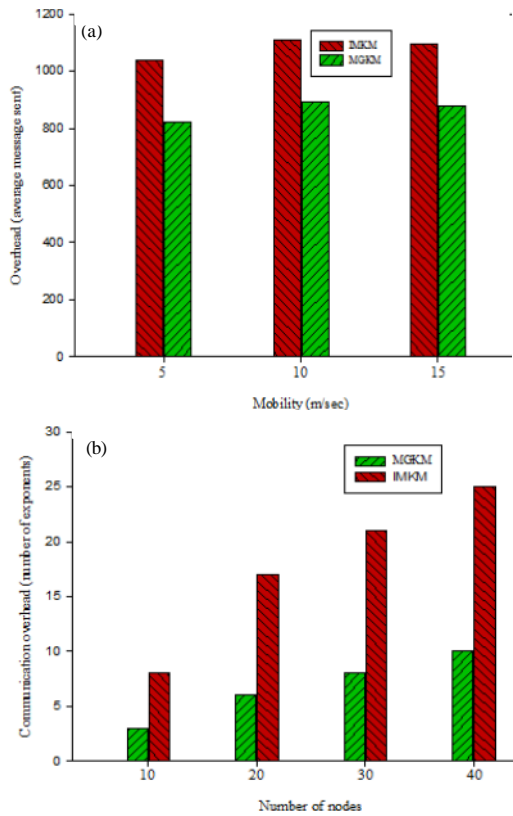 (a)
IMKM
MGKM
Overhead (average message sent)
1200
1000
800
600
400
200
0
5 10 15
Mobility (m/sec)
(b)
MGKM
IMKM
Communication overhead (number of exponents)
30
25
20
15
10
5
0
10 20 30 40
Number of nodes